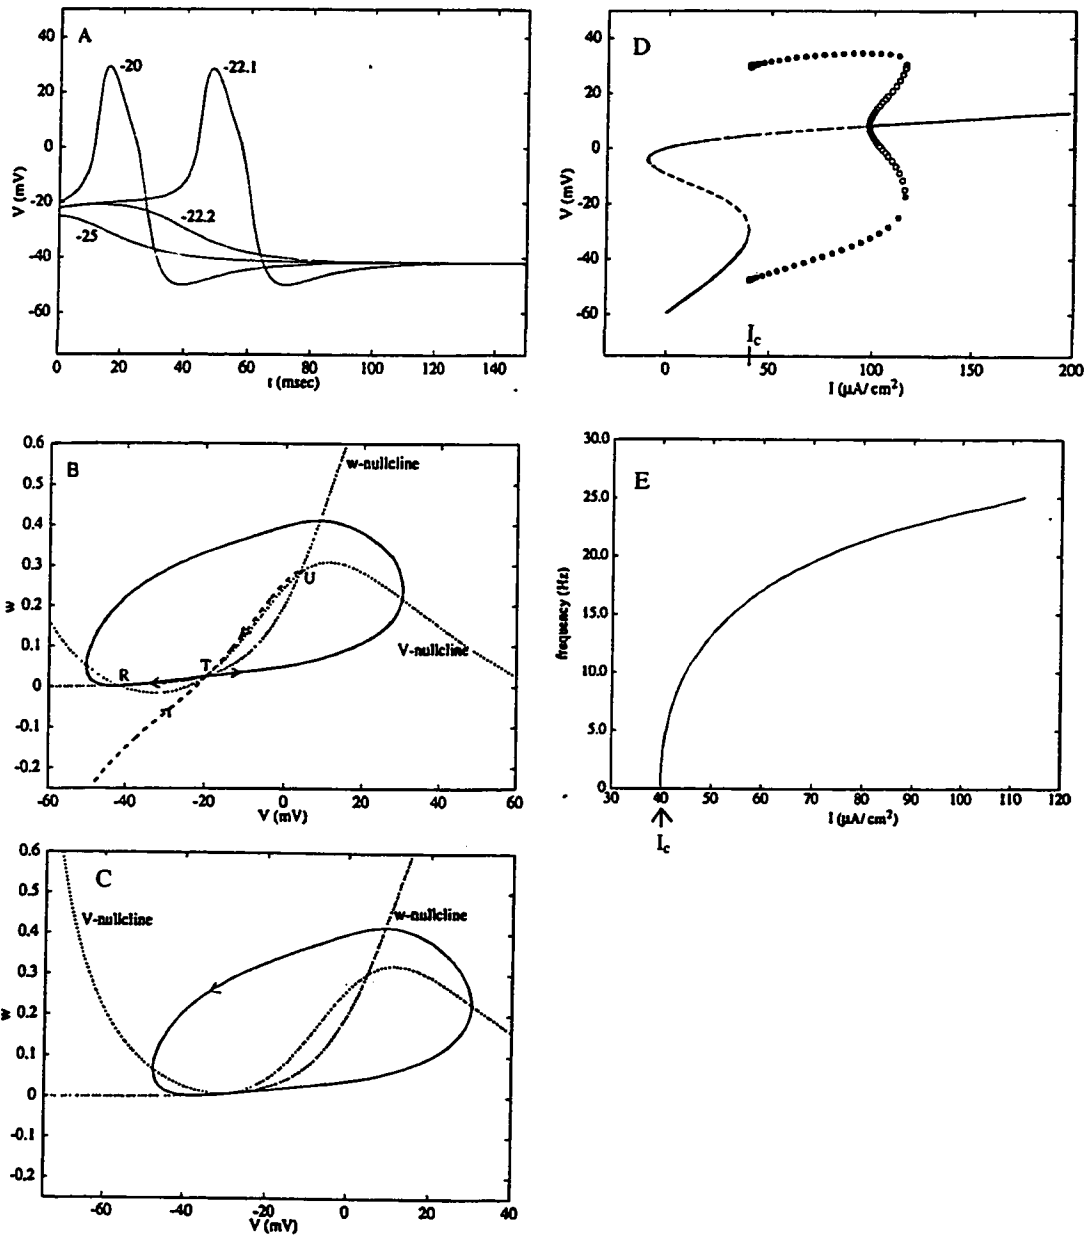 A
40
20
0
-20
-40
-60
V (mV)
-20
-22.1
-22.2
-25
0 20 40 60 80 100 120 140
t (msec)
D
40
20
0
-20
-40
-60
V (mV)
I_c
0 50 100 150 200
I (μA/cm²)
B
0.6
0.5
0.4
0.3
0.2
0.1
0
-0.1
-0.2
w
w-nullcline
U
V-nullcline
R
T
-60 -40 -20 0 20 40 60
V (mV)
E
30.0
25.0
20.0
15.0
10.0
5.0
0
frequency (Hz)
30 40 50 60 70 80 90 100 110 120
I (μA/cm²)
I_c
C
0.6
0.5
0.4
0.3
0.2
0.1
0
-0.1
-0.2
w
V-nullcline
w-nullcline
-60 -40 -20 0 20 40
V (mV)